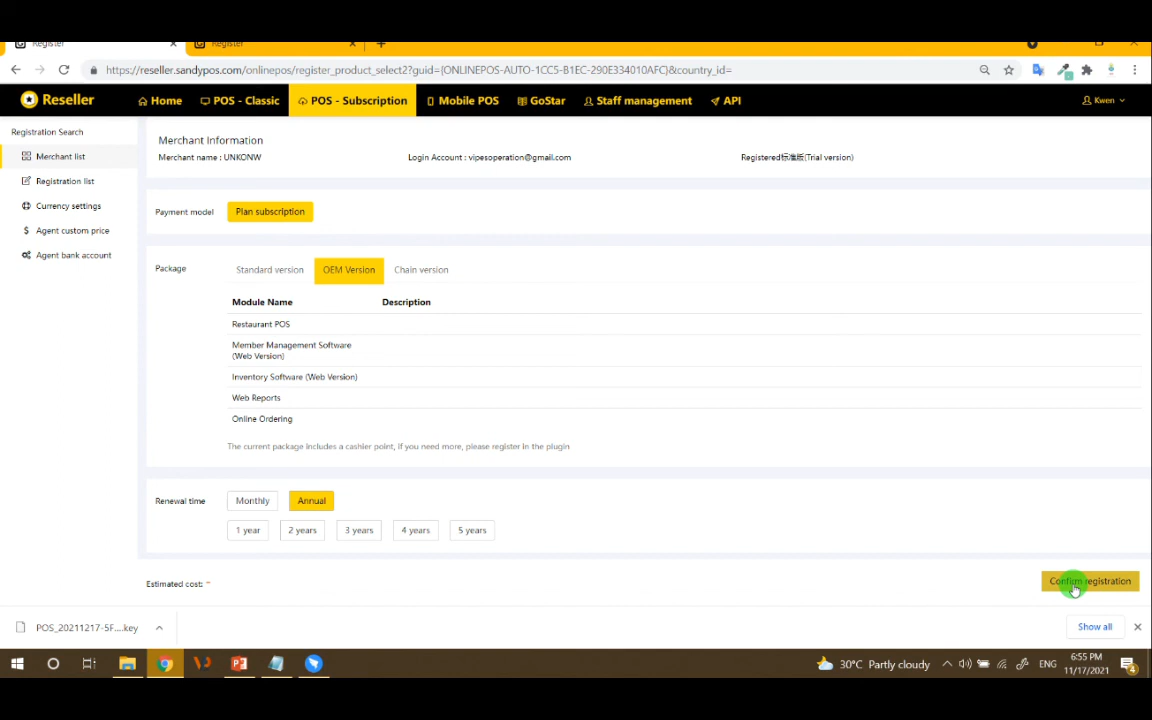 Register
Register
https://reseller.sandypos.com/onlinepos/register_product_select2?guid={ONLINEPOS-AUTO-1CC5-B1EC-290E334010AFC}&country_id=
Reseller
Home
POS - Classic
POS - Subscription
Mobile POS
GoStar
Staff management
API
Kwen
Registration Search
Merchant list
Registration list
Currency settings
Agent custom price
Agent bank account
Merchant Information
Merchant name : UNKONW
Login Account : vipesoperation@gmail.com
Registered标准版(Trial version)
Payment model
Plan subscription
Package
Standard version
OEM Version
Chain version
Module Name
Description
Restaurant POS
Member Management Software
(Web Version)
Inventory Software (Web Version)
Web Reports
Online Ordering
The current package includes a cashier point, if you need more, please register in the plugin
Renewal time
Monthly
Annual
1 year
2 years
3 years
4 years
5 years
Estimated cost: *
Confirm registration
POS_20211217-5F....key
Show all
30°C Partly cloudy
ENG
6:55 PM
11/17/2021
4